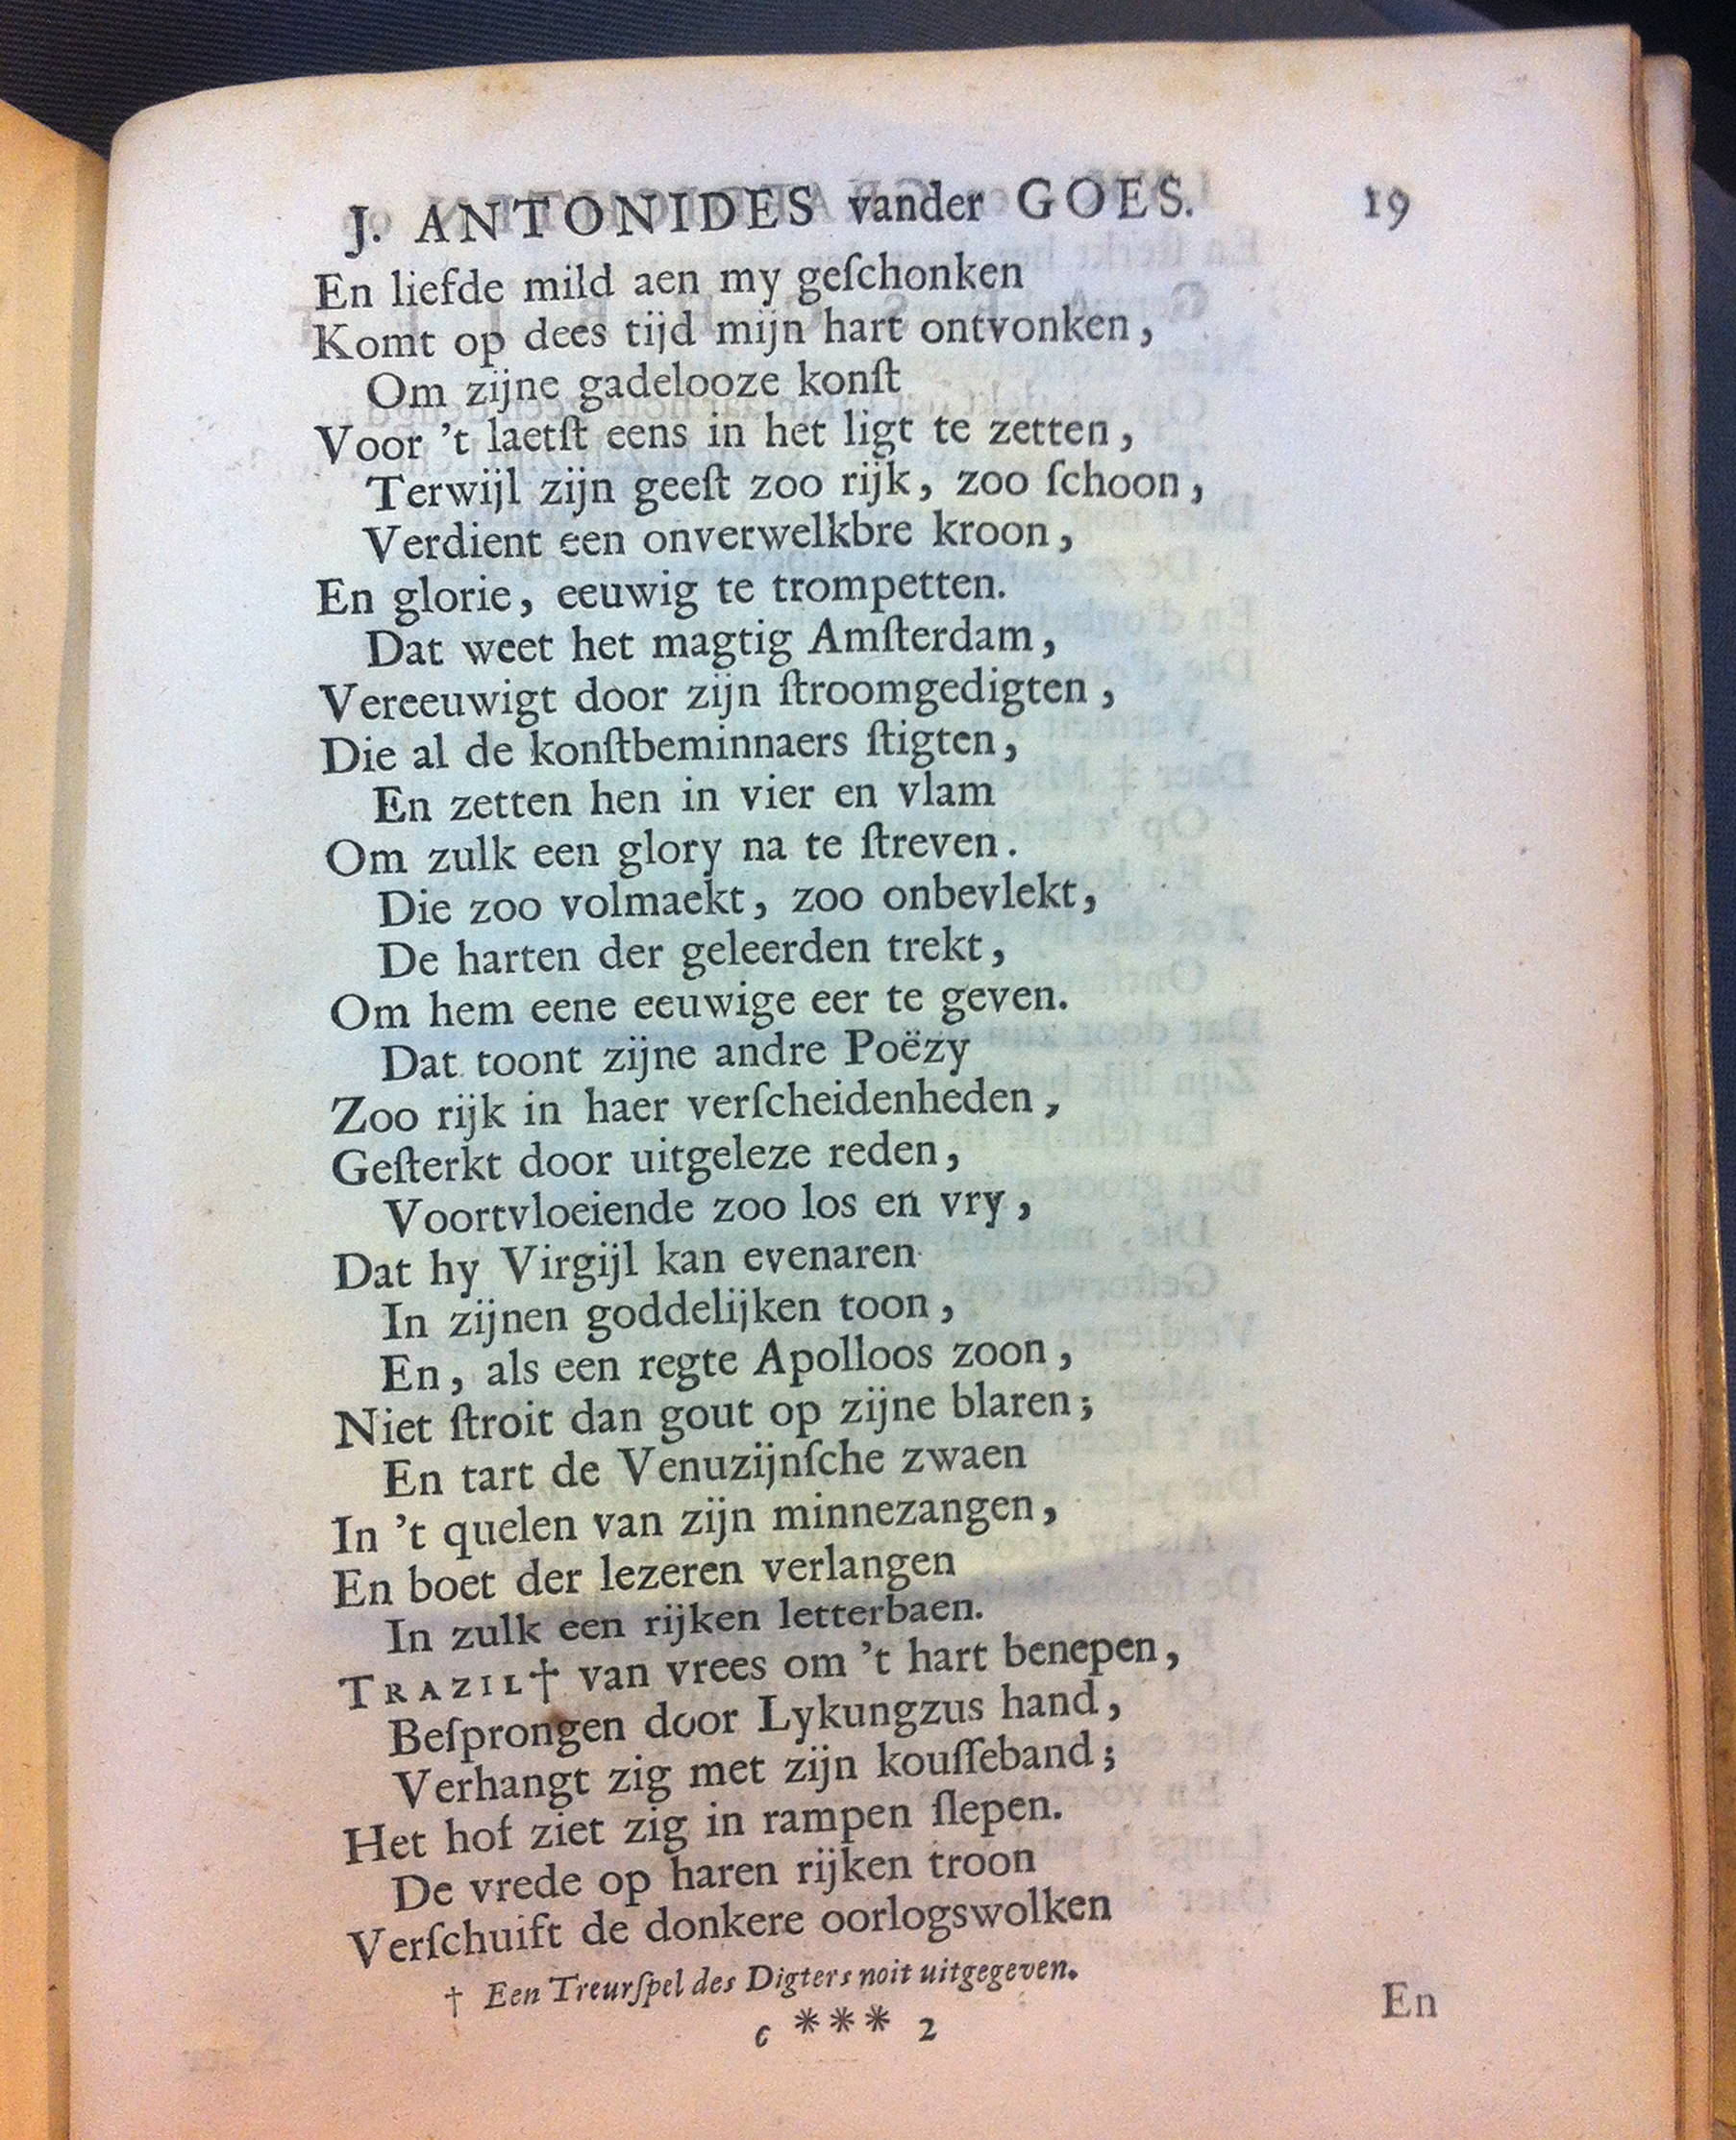 J. ANTONIDES vander GOES. 19
En liefde mild aen my geſchonken
Komt op dees tijd mijn hart ontvonken,
Om zijne gadelooze konſt
Voor 't laetſt eens in het ligt te zetten,
Terwijl zijn geeſt zoo rijk, zoo ſchoon,
Verdient een onverwelkbre kroon,
En glorie, eeuwig te trompetten.
Dat weet het magtig Amſterdam,
Vereeuwigt door zijn ſtroomgedigten,
Die al de konſtbeminnaers ſtigten,
En zetten hen in vier en vlam
Om zulk een glory na te ſtreven.
Die zoo volmaekt, zoo onbevlekt,
De harten der geleerden trekt,
Om hem eene eeuwige eer te geven.
Dat toont zijne andre Poëzy
Zoo rijk in haer verſcheidenheden,
Geſterkt door uitgeleze reden,
Voortvloeiende zoo los en vry,
Dat hy Virgijl kan evenaren
In zijnen goddelijken toon,
En, als een regte Apolloos zoon,
Niet ſtroit dan gout op zijne blaren;
En tart de Venuzijnſche zwaen
In 't quelen van zijn minnezangen,
En boet der lezeren verlangen
In zulk een rijken letterbaen.
TRAZIL† van vrees om 't hart benepen,
Beſprongen door Lykungzus hand,
Verhangt zig met zijn kouſſeband;
Het hof ziet zig in rampen ſlepen.
De vrede op haren rijken troon
Verſchuift de donkere oorlogswolken
† Een Treurſpel des Digters noit uitgegeven.
c *** 2 En